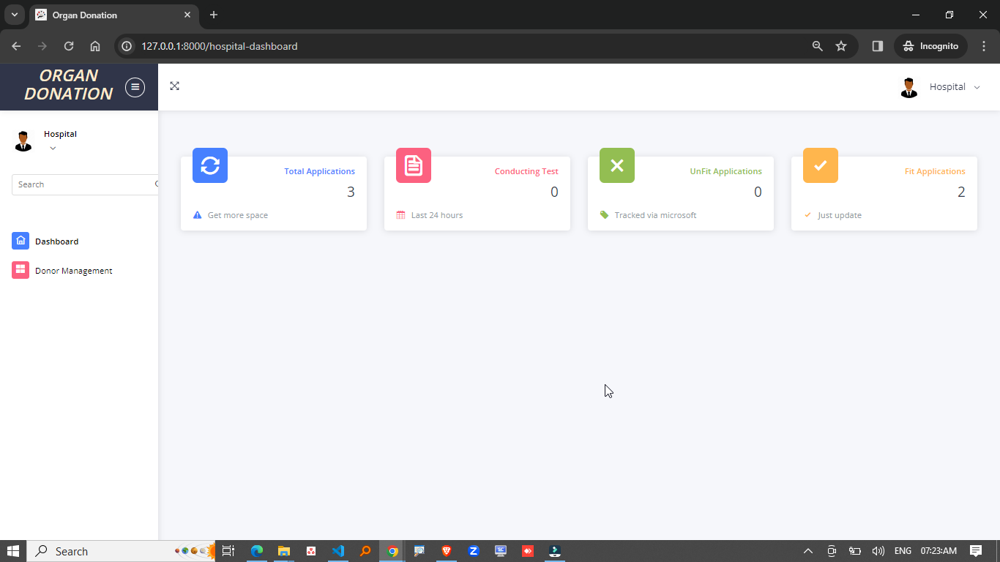 Organ Donation
127.0.0.1:8000/hospital-dashboard
Incognito
ORGAN
DONATION
Hospital
Hospital
Search
Dashboard
Donor Management
Total Applications
3
Get more space
Conducting Test
0
Last 24 hours
UnFit Applications
0
Tracked via microsoft
Fit Applications
2
Just update
Search
ENG
07:23:AM